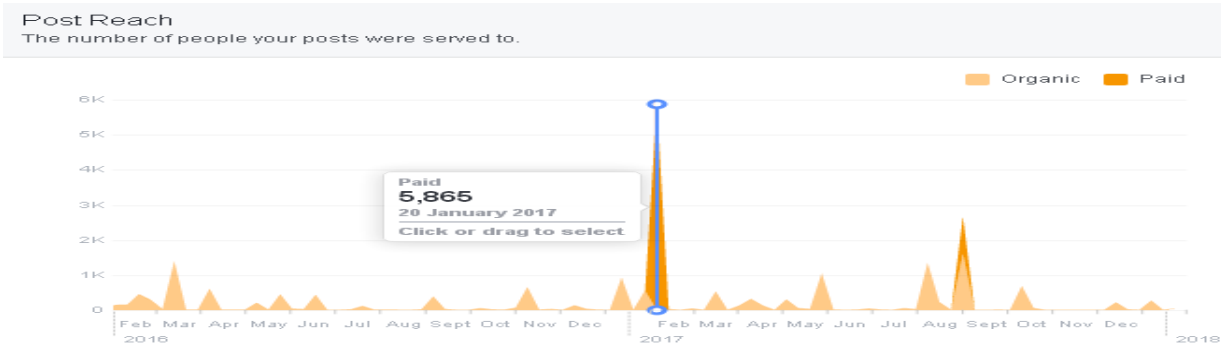 Post Reach
The number of people your posts were served to.
Organic Paid
6K
5K
4K
3K
2K
1K
0
Paid
5,865
20 January 2017
Click or drag to select
Feb Mar Apr May Jun Jul Aug Sept Oct Nov Dec Feb Mar Apr May Jun Jul Aug Sept Oct Nov Dec
2016 2017 2018